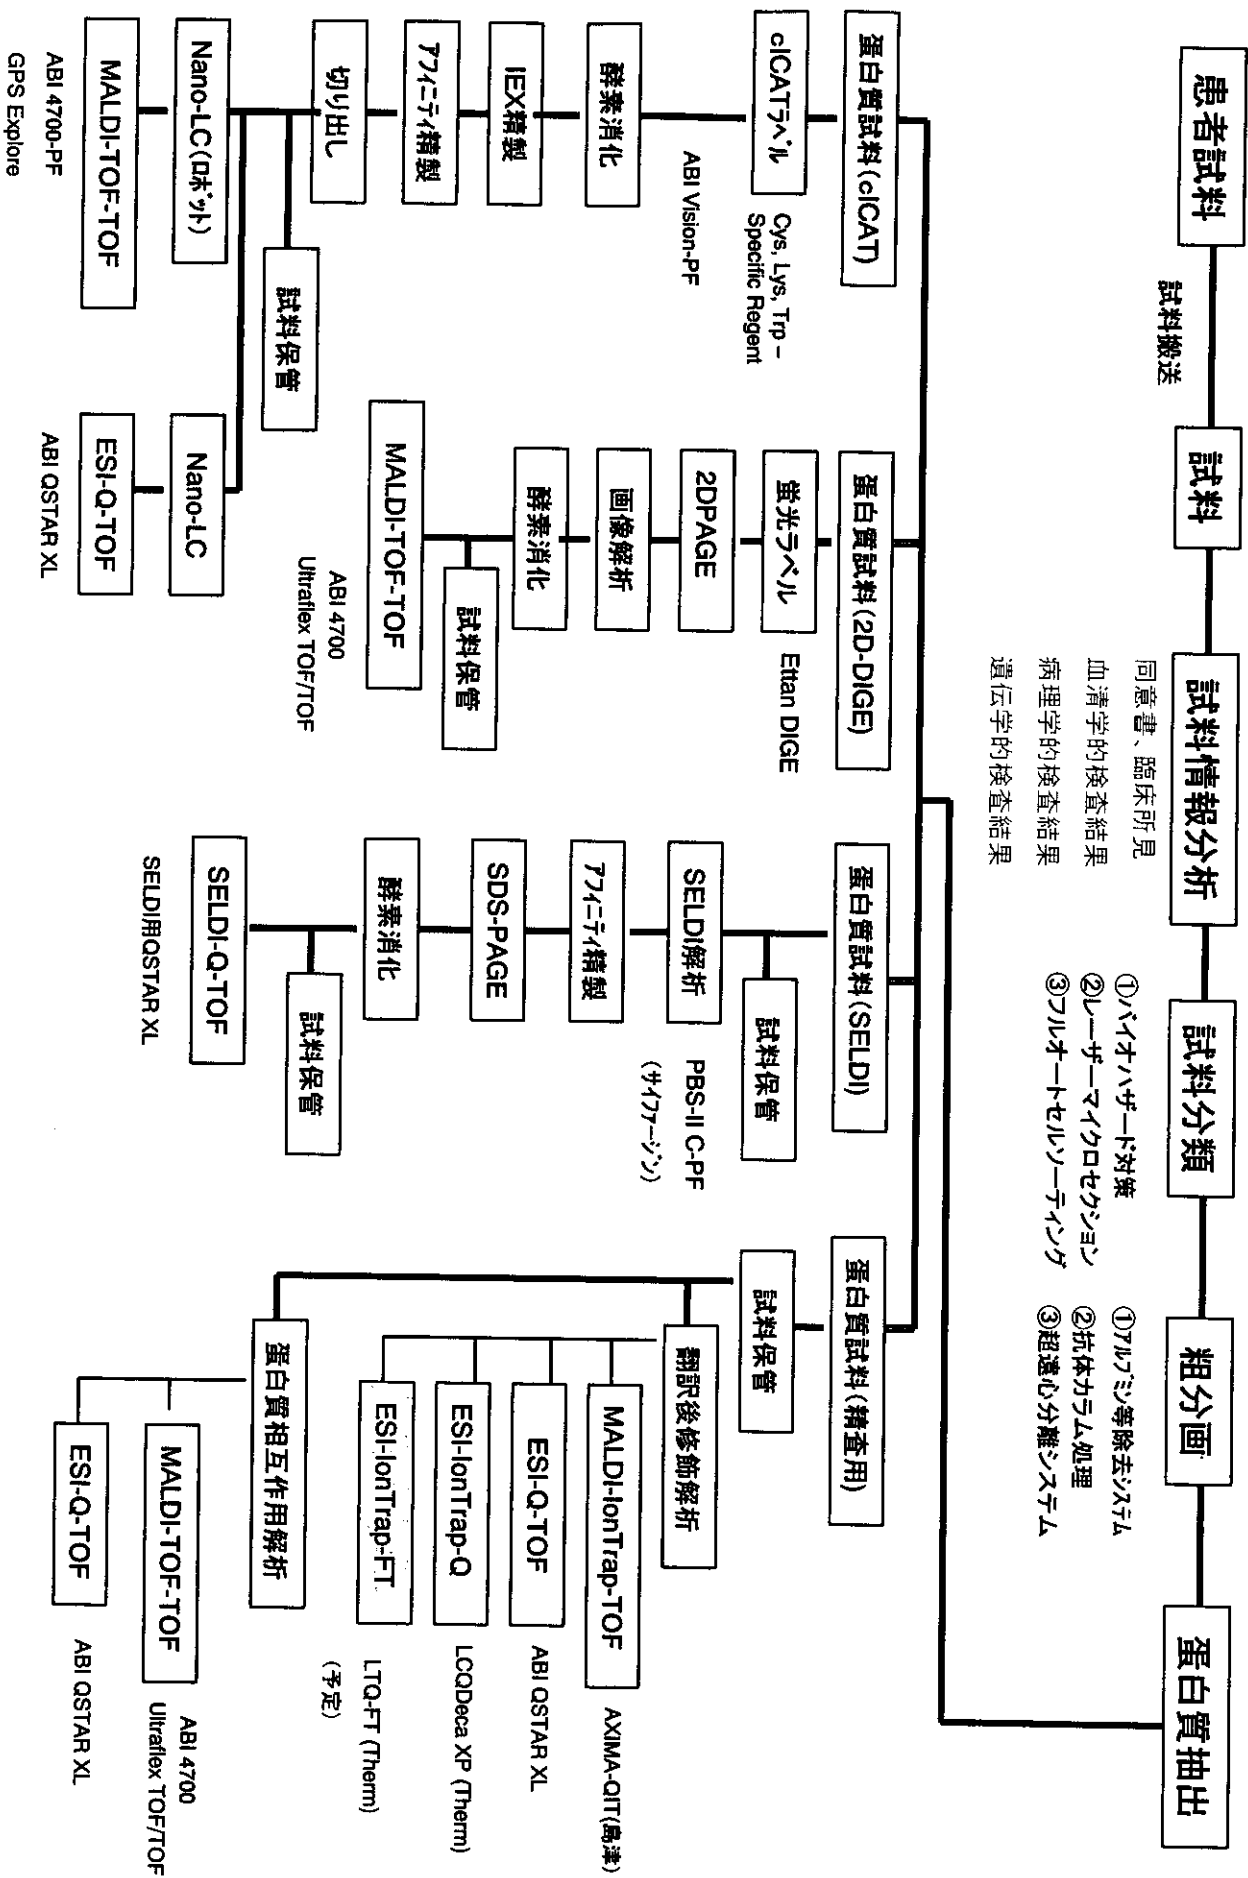 患者試料
試料搬送
試料
試料情報分析
同意書、臨床所見
血清学的検査結果
病理学的検査結果
遺伝学的検査結果
試料分類
①バイオハザード対策
②レーザーマイクロセクション
③フルオートセルソーティング
粗分画
①アルブミン等除去システム
②抗体カラム処理
③超遠心分離システム
蛋白質抽出
蛋白質試料(cICAT)
cICATラベル
Cys, Lys, Trp –
Specific Regent
酵素消化
ABI Vision-PF
IEX精製
アフィニティ精製
切り出し
試料保管
Nano-LC(ロボット)
MALDI-TOF-TOF
ABI 4700-PF
GPS Explore
Nano-LC
ESI-Q-TOF
ABI QSTAR XL
蛋白質試料(2D-DIGE)
蛍光ラベル
Ettan DIGE
2DPAGE
画像解析
酵素消化
試料保管
MALDI-TOF-TOF
ABI 4700
Ultraflex TOF/TOF
蛋白質試料(SELDI)
試料保管
SELDI解析
PBS-II C-PF
(サイファージン)
アフィニティ精製
SDS-PAGE
酵素消化
試料保管
SELDI-Q-TOF
SELDI用QSTAR XL
蛋白質試料(精査用)
試料保管
翻訳後修飾解析
MALDI-IonTrap-TOF
AXIMA-QIT(島津)
ESI-Q-TOF
ABI QSTAR XL
ESI-IonTrap-Q
LCQDeca XP (Therm)
ESI-IonTrap-FT
LTQ-FT (Therm)
(予定)
蛋白質相互作用解析
MALDI-TOF-TOF
ABI 4700
Ultraflex TOF/TOF
ESI-Q-TOF
ABI QSTAR XL